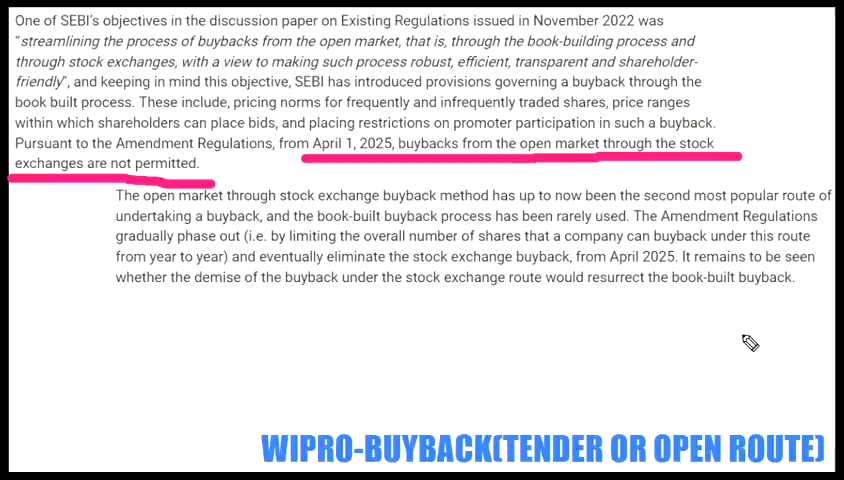 One of SEBI's objectives in the discussion paper on Existing Regulations issued in November 2022 was
"streamlining the process of buybacks from the open market, that is, through the book-building process and
through stock exchanges, with a view to making such process robust, efficient, transparent and shareholder-
friendly", and keeping in mind this objective, SEBI has introduced provisions governing a buyback through the
book built process. These include, pricing norms for frequently and infrequently traded shares, price ranges
within which shareholders can place bids, and placing restrictions on promoter participation in such a buyback.
Pursuant to the Amendment Regulations, from April 1, 2025, buybacks from the open market through the stock
exchanges are not permitted.
The open market through stock exchange buyback method has up to now been the second most popular route of
undertaking a buyback, and the book-built buyback process has been rarely used. The Amendment Regulations
gradually phase out (i.e. by limiting the overall number of shares that a company can buyback under this route
from year to year) and eventually eliminate the stock exchange buyback, from April 2025. It remains to be seen
whether the demise of the buyback under the stock exchange route would resurrect the book-built buyback.
WIPRO-BUYBACK(TENDER OR OPEN ROUTE)